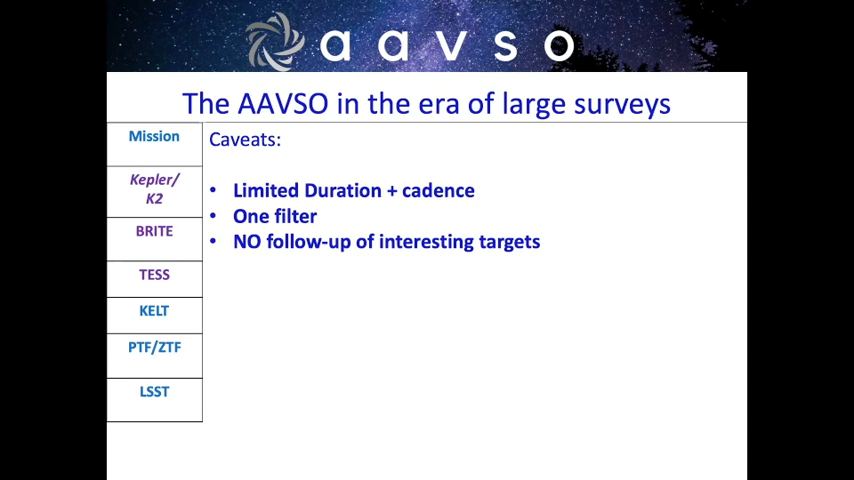 aavso
The AAVSO in the era of large surveys
Mission
Kepler/
K2
BRITE
TESS
KELT
PTF/ZTF
LSST
Caveats:
• Limited Duration + cadence
• One filter
• NO follow-up of interesting targets